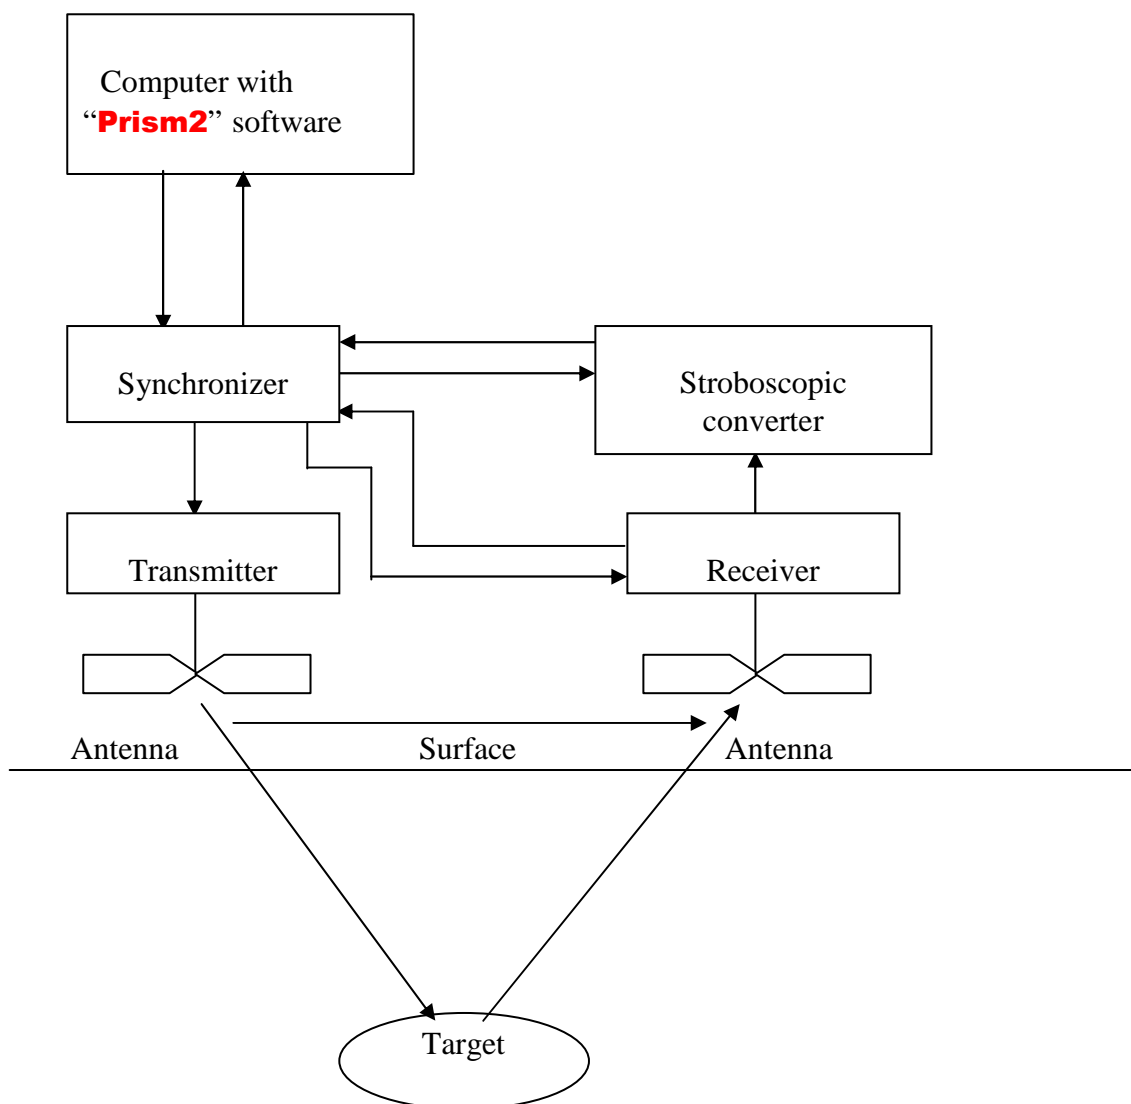 Computer with
“Prism2” software
Synchronizer
Stroboscopic
converter
Transmitter
Receiver
Antenna
Surface
Antenna
Target